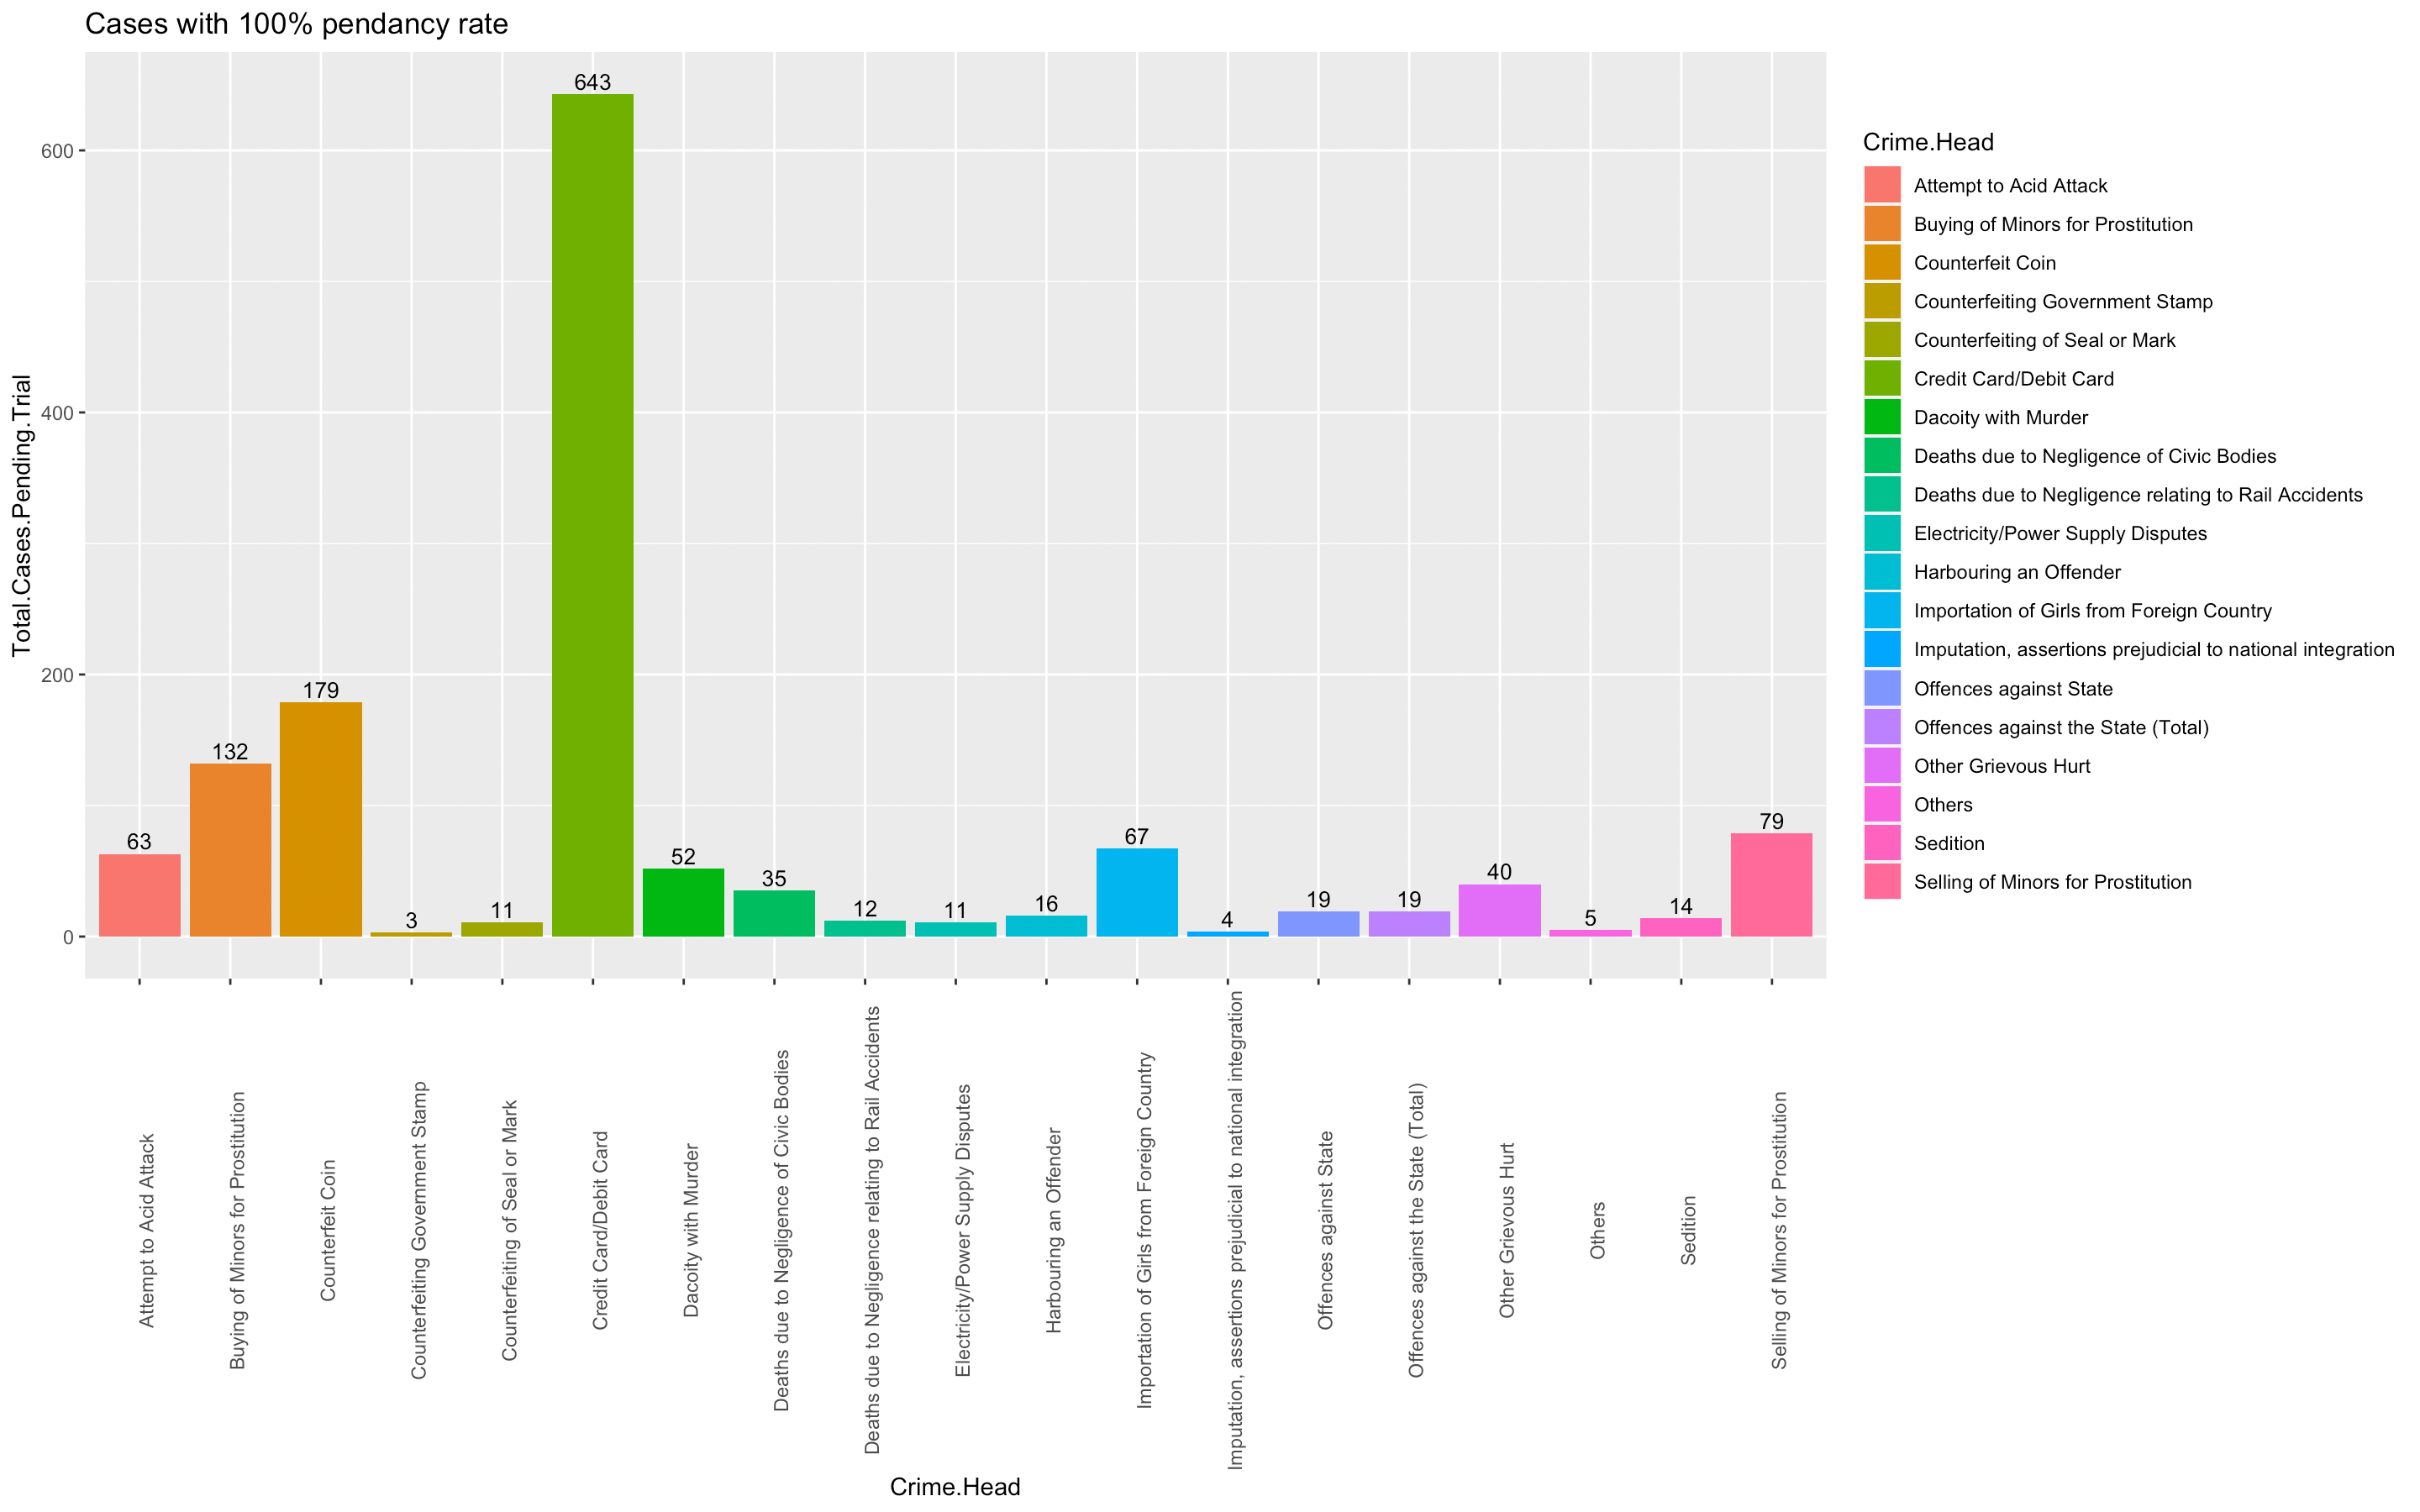 Cases with 100% pendancy rate
Total.Cases.Pending.Trial
600
400
200
0
63
132
179
3
11
643
52
35
12
11
16
67
4
19
19
40
5
14
79
Attempt to Acid Attack
Buying of Minors for Prostitution
Counterfeit Coin
Counterfeiting Government Stamp
Counterfeiting of Seal or Mark
Credit Card/Debit Card
Dacoity with Murder
Deaths due to Negligence of Civic Bodies
Deaths due to Negligence relating to Rail Accidents
Electricity/Power Supply Disputes
Harbouring an Offender
Importation of Girls from Foreign Country
Imputation, assertions prejudicial to national integration
Offences against State
Offences against the State (Total)
Other Grievous Hurt
Others
Sedition
Selling of Minors for Prostitution
Crime.Head
Crime.Head
Attempt to Acid Attack
Buying of Minors for Prostitution
Counterfeit Coin
Counterfeiting Government Stamp
Counterfeiting of Seal or Mark
Credit Card/Debit Card
Dacoity with Murder
Deaths due to Negligence of Civic Bodies
Deaths due to Negligence relating to Rail Accidents
Electricity/Power Supply Disputes
Harbouring an Offender
Importation of Girls from Foreign Country
Imputation, assertions prejudicial to national integration
Offences against State
Offences against the State (Total)
Other Grievous Hurt
Others
Sedition
Selling of Minors for Prostitution